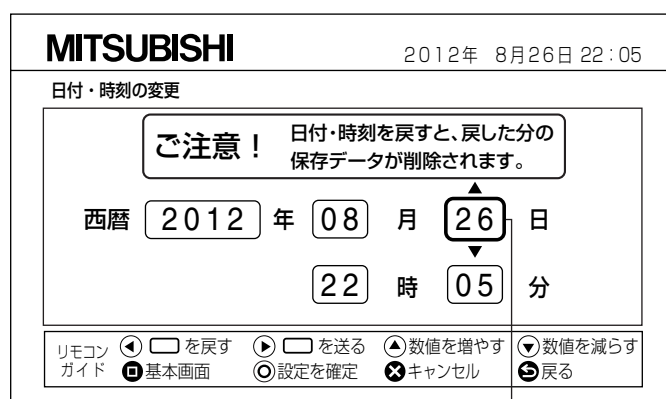 MITSUBISHI 2012年 8月26日 22:05
日付・時刻の変更
ご注意！ 日付・時刻を戻すと、戻した分の
保存データが削除されます。
西暦 2012 年 08 月 26 日
22 時 05 分
リモコン を戻す を送る 数値を増やす 数値を減らす
ガイド 基本画面 設定を確定 キャンセル 戻る